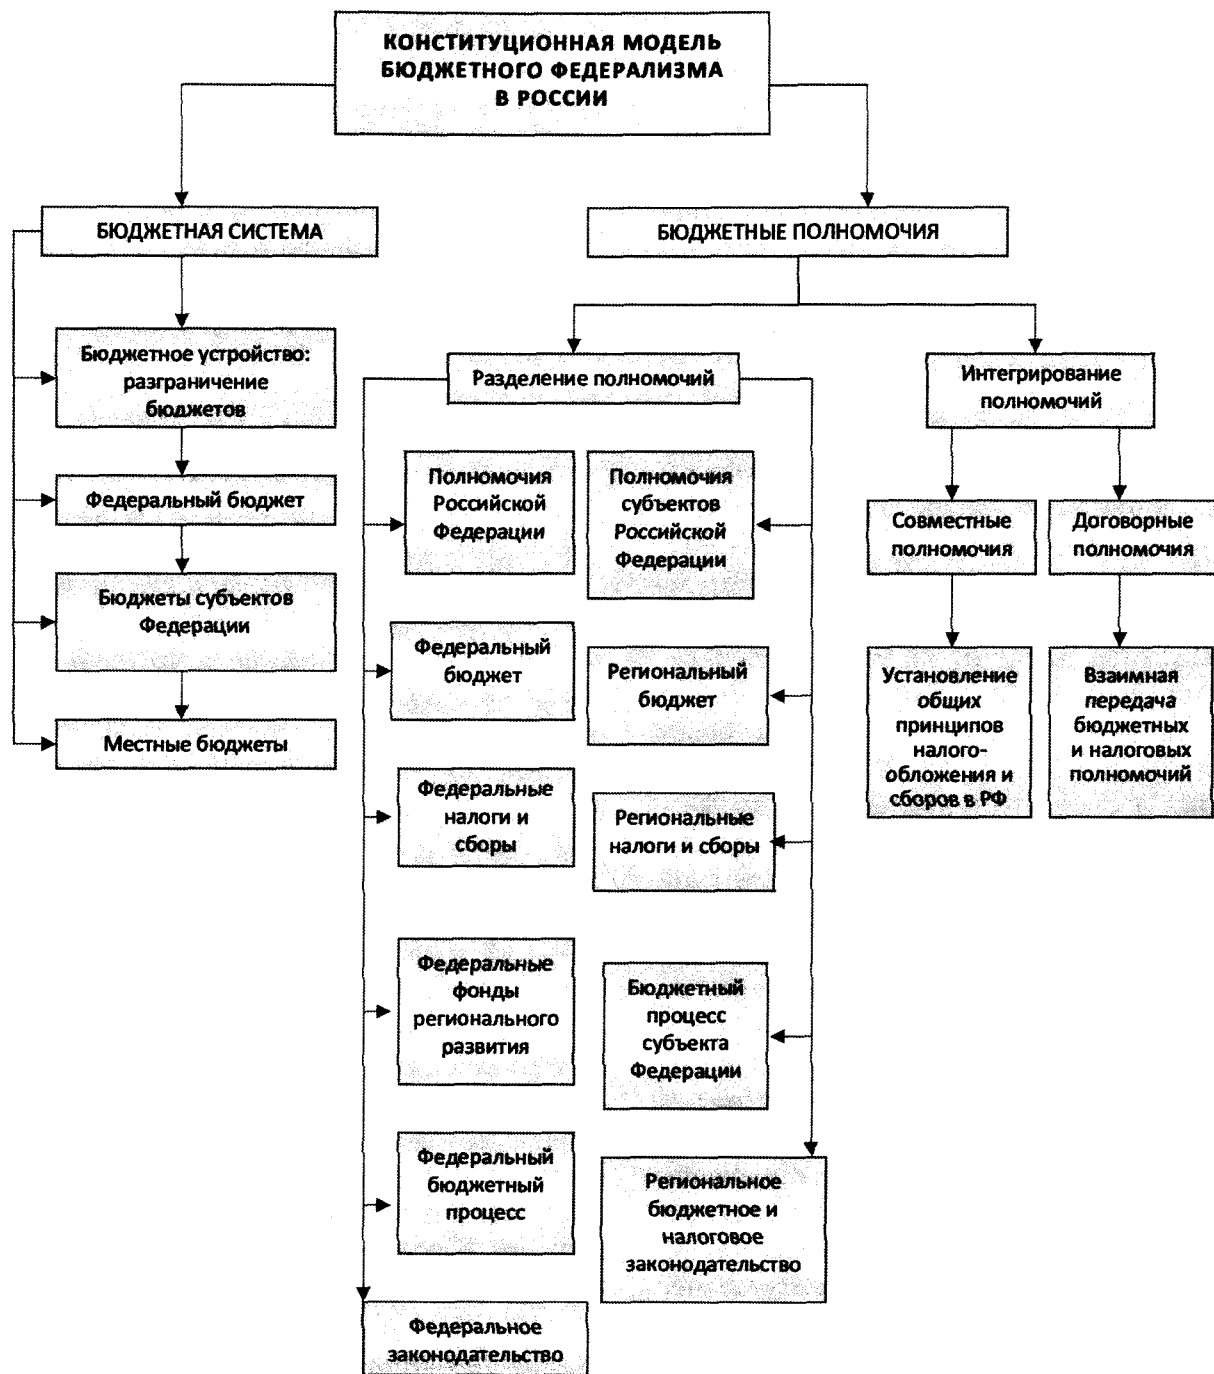 КОНСТИТУЦИОННАЯ МОДЕЛЬ
БЮДЖЕТНОГО ФЕДЕРАЛИЗМА
В РОССИИ
БЮДЖЕТНАЯ СИСТЕМА
БЮДЖЕТНЫЕ ПОЛНОМОЧИЯ
Бюджетное устройство:
разграничение
бюджетов
Федеральный бюджет
Бюджеты субъектов
Федерации
Местные бюджеты
Разделение полномочий
Полномочия
Российской
Федерации
Федеральный
бюджет
Федеральные
налоги и
сборы
Федеральные
фонды
регионального
развития
Федеральный
бюджетный
процесс
Федеральное
законодательство
Полномочия
субъектов
Российской
Федерации
Региональный
бюджет
Региональные
налоги и сборы
Бюджетный
процесс
субъекта
Федерации
Региональное
бюджетное и
налоговое
законодательство
Интегрирование
полномочий
Совместные
полномочия
Установление
общих
принципов
налого-
обложения и
сборов в РФ
Договорные
полномочия
Взаимная
передача
бюджетных
и налоговых
полномочий